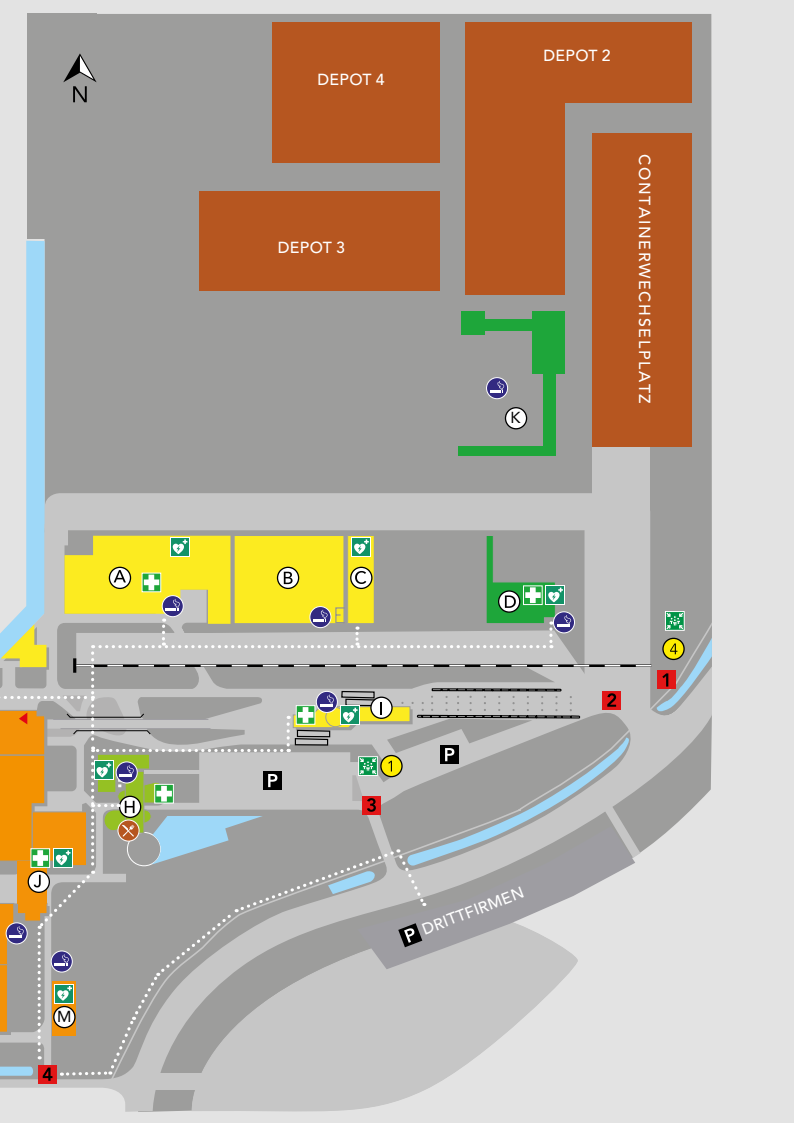 DEPOT 2
DEPOT 4
N
CONTAINERWECHSELPLATZ
DEPOT 3
K
A
B
C
D
E
4
1
2
I
1
P
P
3
H
J
P DRITTFIRMEN
M
4